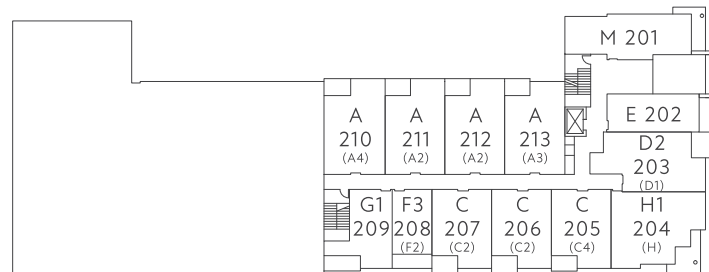 M 201
E 202
D2
203
(D1)
A
210
(A4)
A
211
(A2)
A
212
(A2)
A
213
(A3)
G1
209
F3
208
(F2)
C
207
(C2)
C
206
(C2)
C
205
(C4)
H1
204
(H)